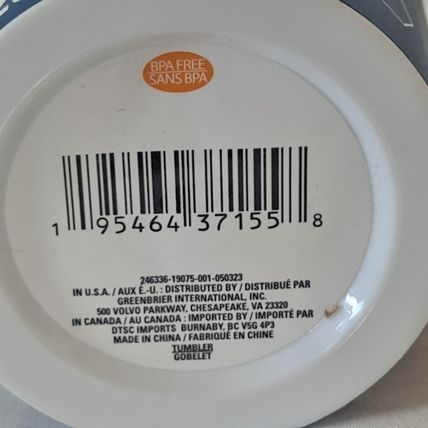 BPA FREE
SANS BPA
1 95464 37155 8
246336-19075-001-050323
IN U.S.A. / AUX É.-U. : DISTRIBUTED BY / DISTRIBUÉ PAR
GREENBRIER INTERNATIONAL, INC.
500 VOLVO PARKWAY, CHESAPEAKE, VA 23320
IN CANADA / AU CANADA : IMPORTED BY / IMPORTÉ PAR
DTSC IMPORTS BURNABY, BC V5G 4P3
MADE IN CHINA / FABRIQUÉ EN CHINE
TUMBLER
GOBELET